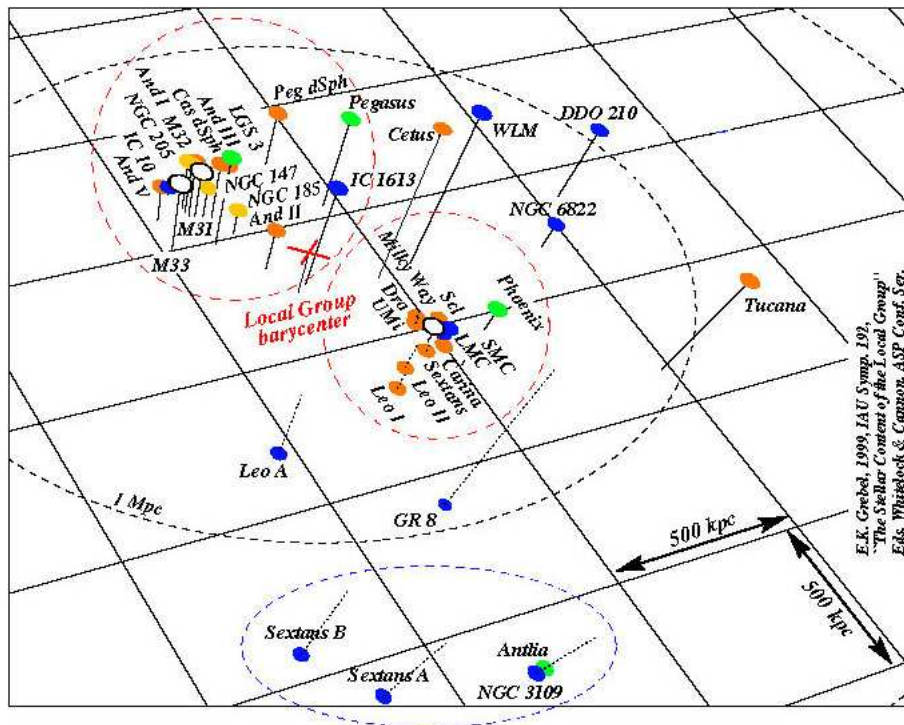 Peg dSph
Pegasus
Cetus
WLM
DDO 210
LGS 3
And III
And I
Cas dSph
M32
NGC 205
IC 10
And V
NGC 147
NGC 185
And II
M31
M33
IC 1613
NGC 6822
Milky Way
Local Group
barycenter
Dra
UMi
Scl
Phoenix
SMC
LMC
Carina
Sextans
Leo II
Leo I
Tucana
Leo A
GR 8
1 Mpc
500 kpc
500 kpc
Sextans B
Sextans A
Antlia
NGC 3109
E.K. Grebel, 1999, IAU Symp. 192,
"The Stellar Content of the Local Group"
Eds. Whitelock & Cannon, ASP Conf. Ser.